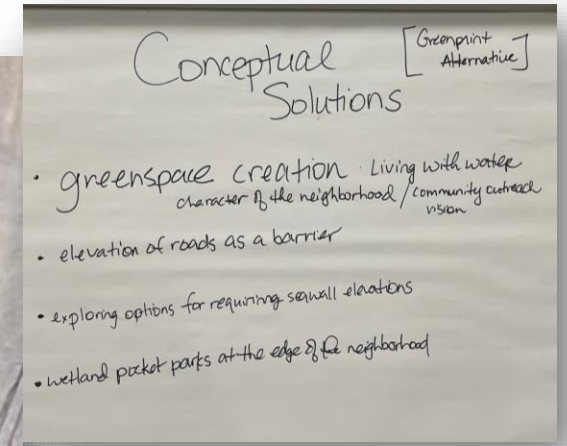 Conceptual
Solutions
[Greenprint
Alternative]
• greenspace creation · Living with water
character of the neighborhood / community outreach
vision
• elevation of roads as a barrier
• exploring options for requiring seawall elevations
• wetland pocket parks at the edge of neighborhood